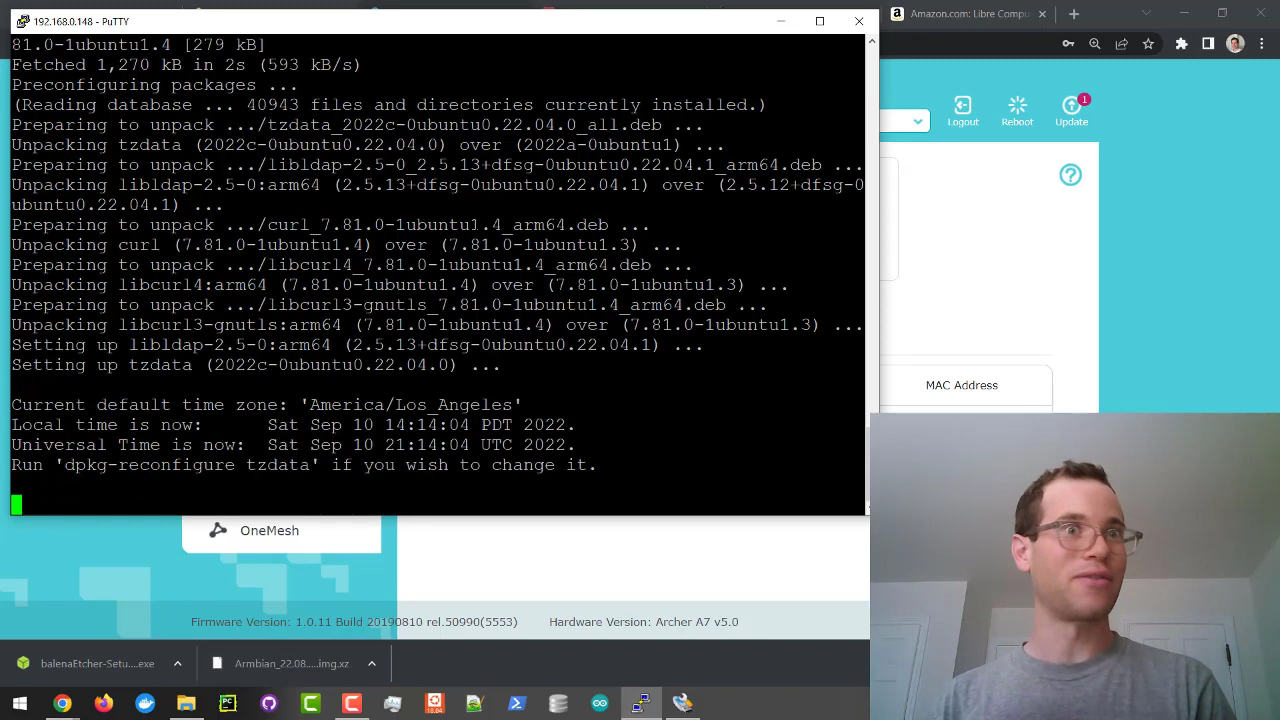 192.168.0.148 - PuTTY
Amazon.com: Libre Compu
81.0-1ubuntu1.4 [279 kB]
Fetched 1,270 kB in 2s (593 kB/s)
Preconfiguring packages ...
(Reading database ... 40943 files and directories currently installed.)
Preparing to unpack .../tzdata_2022c-0ubuntu0.22.04.0_all.deb ...
Unpacking tzdata (2022c-0ubuntu0.22.04.0) over (2022a-0ubuntu1) ...
Preparing to unpack .../libldap-2.5-0_2.5.13+dfsg-0ubuntu0.22.04.1_arm64.deb ...
Unpacking libldap-2.5-0:arm64 (2.5.13+dfsg-0ubuntu0.22.04.1) over (2.5.12+dfsg-0
ubuntu0.22.04.1) ...
Preparing to unpack .../curl_7.81.0-1ubuntu1.4_arm64.deb ...
Unpacking curl (7.81.0-1ubuntu1.4) over (7.81.0-1ubuntu1.3) ...
Preparing to unpack .../libcurl4_7.81.0-1ubuntu1.4_arm64.deb ...
Unpacking libcurl4:arm64 (7.81.0-1ubuntu1.4) over (7.81.0-1ubuntu1.3) ...
Preparing to unpack .../libcurl3-gnutls_7.81.0-1ubuntu1.4_arm64.deb ...
Unpacking libcurl3-gnutls:arm64 (7.81.0-1ubuntu1.4) over (7.81.0-1ubuntu1.3) ...
Setting up libldap-2.5-0:arm64 (2.5.13+dfsg-0ubuntu0.22.04.1) ...
Setting up tzdata (2022c-0ubuntu0.22.04.0) ...
Current default time zone: 'America/Los_Angeles'
Local time is now:      Sat Sep 10 14:14:04 PDT 2022.
Universal Time is now:  Sat Sep 10 21:14:04 UTC 2022.
Run 'dpkg-reconfigure tzdata' if you wish to change it.
1
Logout Reboot Update
MAC Address
OneMesh
Firmware Version: 1.0.11 Build 20190810 rel.50990(5553) Hardware Version: Archer A7 v5.0
balenaEtcher-Setu....exe
Armbian_22.08.....img.xz
PC
18.04